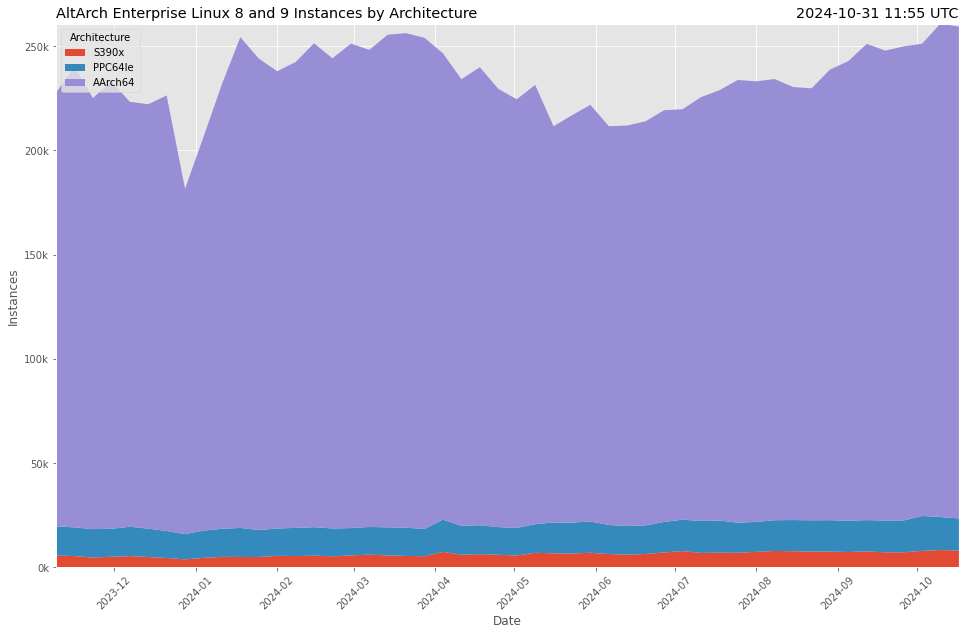 AltArch Enterprise Linux 8 and 9 Instances by Architecture
2024-10-31 11:55 UTC
Architecture
S390x
PPC64le
AArch64
250k
200k
150k
100k
50k
0k
Instances
2023-12
2024-01
2024-02
2024-03
2024-04
2024-05
2024-06
2024-07
2024-08
2024-09
2024-10
Date